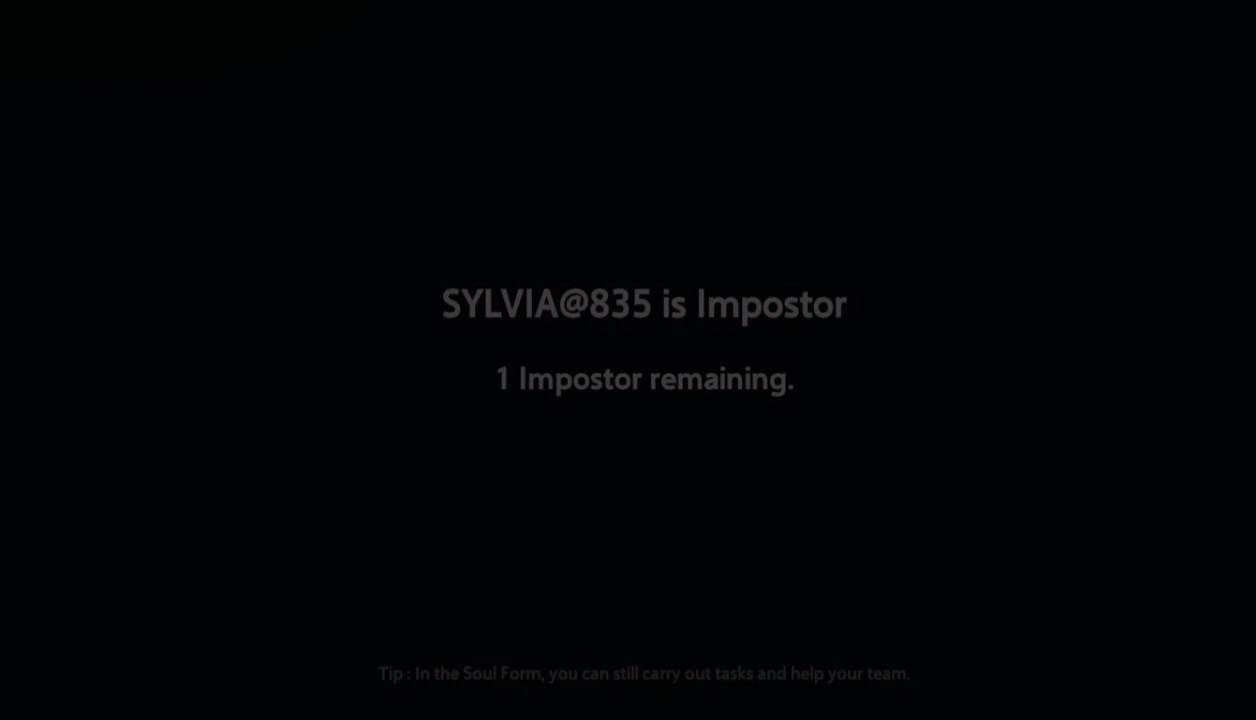 SYLVIA@835 is Impostor
1 Impostor remaining.
Tip : In the Soul Form, you can still carry out tasks and help your team.